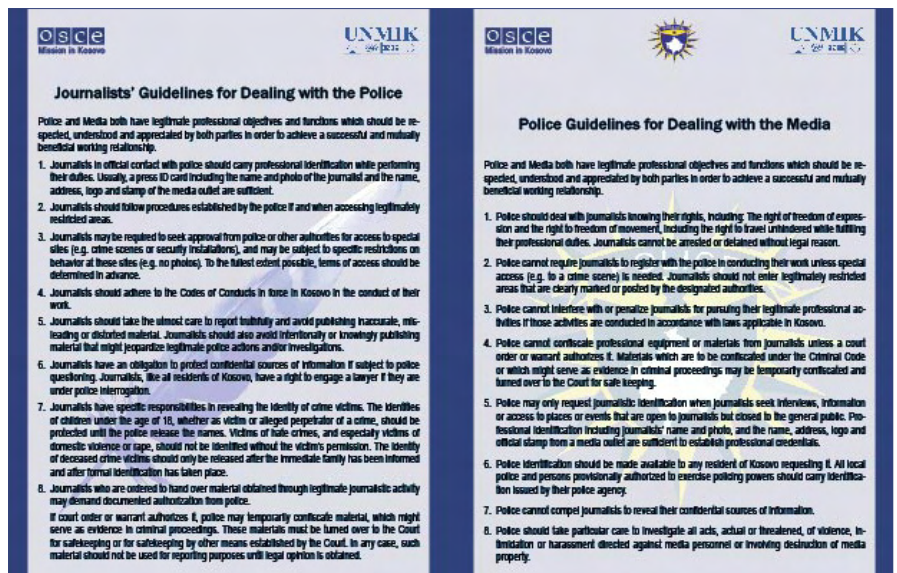 osce
Mission in Kosovo
UNMIK
Journalists' Guidelines for Dealing with the Police
Police and Media both have legitimate professional objectives and functions which should be re-
spected, understood and appreciated by both parties in order to achieve a successful and mutually
beneficial working relationship.
1. Journalists in official contact with police should carry professional identification while performing
their duties. Usually, a press ID card including the name and photo of the journalist and the name,
address, logo and stamp of the media outlet are sufficient.
2. Journalists should follow procedures established by the police if and when accessing legitimately
restricted areas.
3. Journalists may be required to seek approval from police or other authorities for access to special
sites (e.g. crime scenes or security installations), and may be subject to specific restrictions on
behavior at these sites (e.g. no photos). To the fullest extent possible, terms of access should be
determined in advance.
4. Journalists should adhere to the Codes of Conducts in force in Kosovo in the conduct of their
work.
5. Journalists should take the utmost care to report truthfully and avoid publishing inaccurate, mis-
leading or distorted material. Journalists should also avoid intentionally or knowingly publishing
material that might jeopardize legitimate police actions and/or investigations.
6. Journalists have an obligation to protect confidential sources of information if subject to police
questioning. Journalists, like all residents of Kosovo, have a right to engage a lawyer if they are
under police interrogation.
7. Journalists have specific responsibilities in revealing the identity of crime victims. The identities
of children under the age of 18, whether as victim or alleged perpetrator of a crime, should be
protected until the police release the names. Victims of hate crimes, and especially victims of
domestic violence or rape, should not be identified without the victim's permission. The identity
of deceased crime victims should only be released after the immediate family has been informed
and after formal identification has taken place.
8. Journalists who are ordered to hand over material obtained through legitimate journalistic activity
may demand documented authorization from police.
If court order or warrant authorizes it, police may temporarily confiscate material, which might
serve as evidence in criminal proceedings. These materials must be turned over to the Court
for safekeeping or for safekeeping by other means established by the Court. In any case, such
material should not be used for reporting purposes until legal opinion is obtained.
osce
Mission in Kosovo
UNMIK
Police Guidelines for Dealing with the Media
Police and Media both have legitimate professional objectives and functions which should be re-
spected, understood and appreciated by both parties in order to achieve a successful and mutually
beneficial working relationship.
1. Police should deal with journalists knowing their rights, including: The right of freedom of expres-
sion and the right to freedom of movement, including the right to travel unhindered while fulfilling
their professional duties. Journalists cannot be arrested or detained without legal reason.
2. Police cannot require journalists to register with the police in conducting their work unless special
access (e.g. to a crime scene) is needed. Journalists should not enter legitimately restricted
areas that are clearly marked or posted by the designated authorities.
3. Police cannot interfere with or penalize journalists for pursuing their legitimate professional ac-
tivities if those activities are conducted in accordance with laws applicable in Kosovo.
4. Police cannot confiscate professional equipment or materials from journalists unless a court
order or warrant authorizes it. Materials which are to be confiscated under the Criminal Code
or which might serve as evidence in criminal proceedings may be temporarily confiscated and
turned over to the Court for safe keeping.
5. Police may only request journalistic identification when journalists seek interviews, information
or access to places or events that are open to journalists but closed to the general public. Pro-
fessional identification including journalists' name and photo, and the name, address, logo and
official stamp from a media outlet are sufficient to establish professional credentials.
6. Police identification should be made available to any resident of Kosovo requesting it. All local
police and persons provisionally authorized to exercise policing powers should carry identifica-
tion issued by their police agency.
7. Police cannot compel journalists to reveal their confidential sources of information.
8. Police should take particular care to investigate all acts, actual or threatened, of violence, in-
timidation or harassment directed against media personnel or involving destruction of media
property.